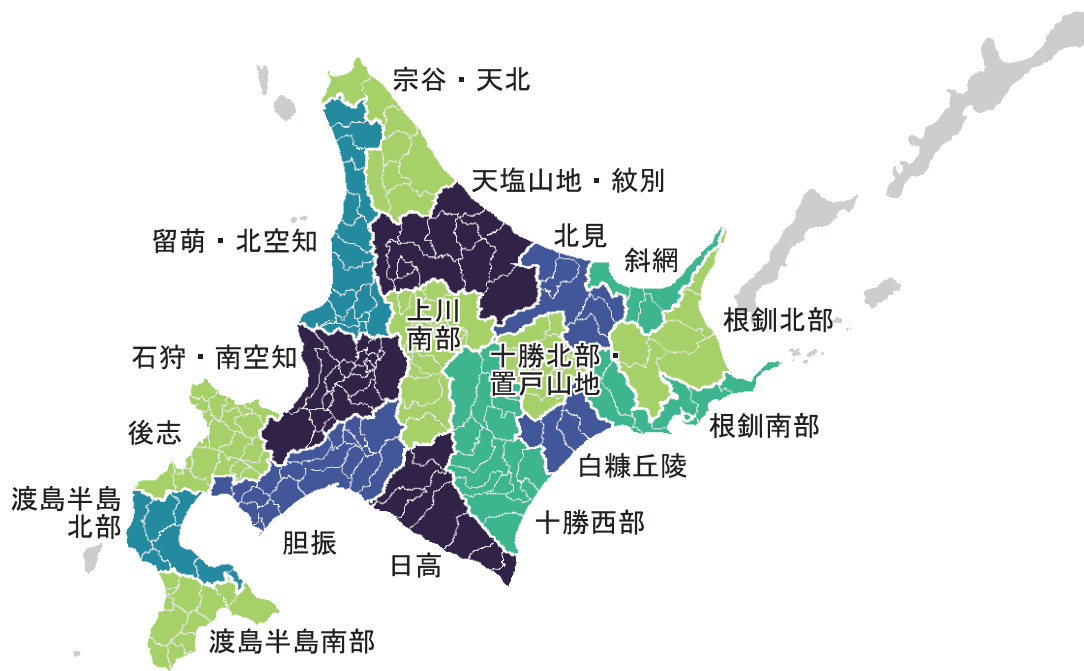 宗谷・天北
天塩山地・紋別
留萌・北空知
北見
斜網
上川
南部
根釧北部
石狩・南空知
十勝北部・
置戸山地
後志
根釧南部
白糠丘陵
渡島半島
北部
十勝西部
胆振
日高
渡島半島南部